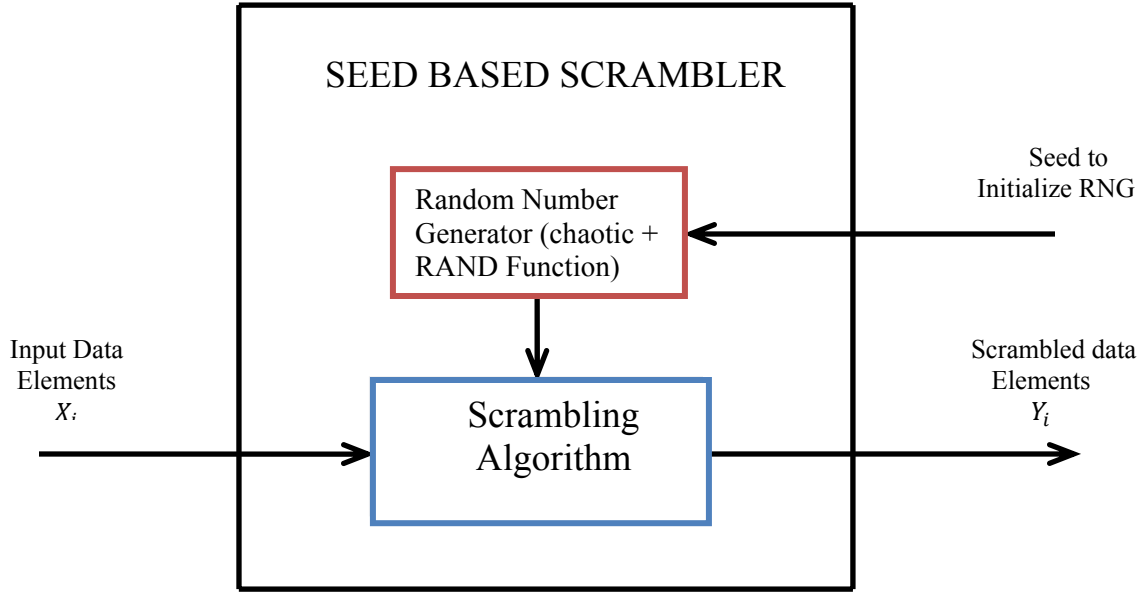 SEED BASED SCRAMBLER
Seed to
Initialize RNG
Random Number
Generator (chaotic +
RAND Function)
Input Data
Elements
𝑋ᵢ
Scrambling
Algorithm
Scrambled data
Elements
𝑌ᵢ